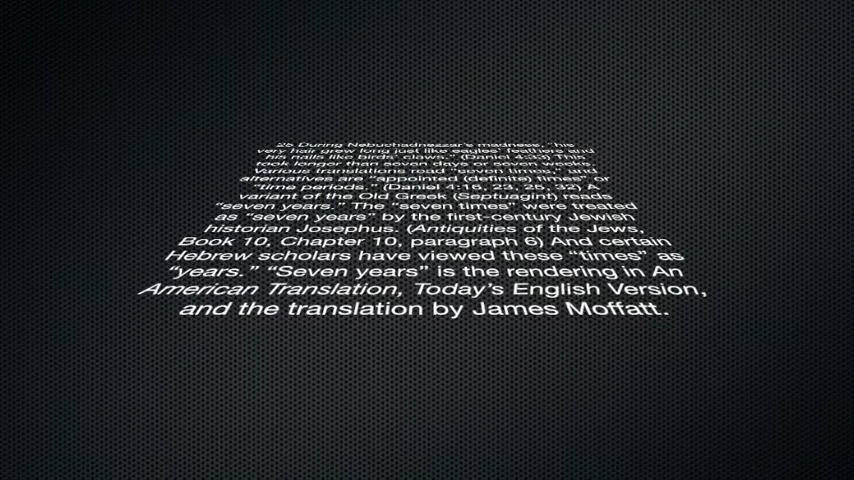 25 During Nebuchadnezzar's madness, “his
very hair grew long just like eagles' feathers and
his nails like birds' claws.” (Daniel 4:33) This
took longer than seven days or seven weeks.
Various translations read “seven times,” and
alternatives are “appointed (definite) times” or
“time periods.” (Daniel 4:16, 23, 25, 32) A
variant of the Old Greek (Septuagint) reads
“seven years.” The “seven times” were treated
as “seven years” by the first-century Jewish
historian Josephus. (Antiquities of the Jews,
Book 10, Chapter 10, paragraph 6) And certain
Hebrew scholars have viewed these “times” as
“years.” “Seven years” is the rendering in An
American Translation, Today's English Version,
and the translation by James Moffatt.